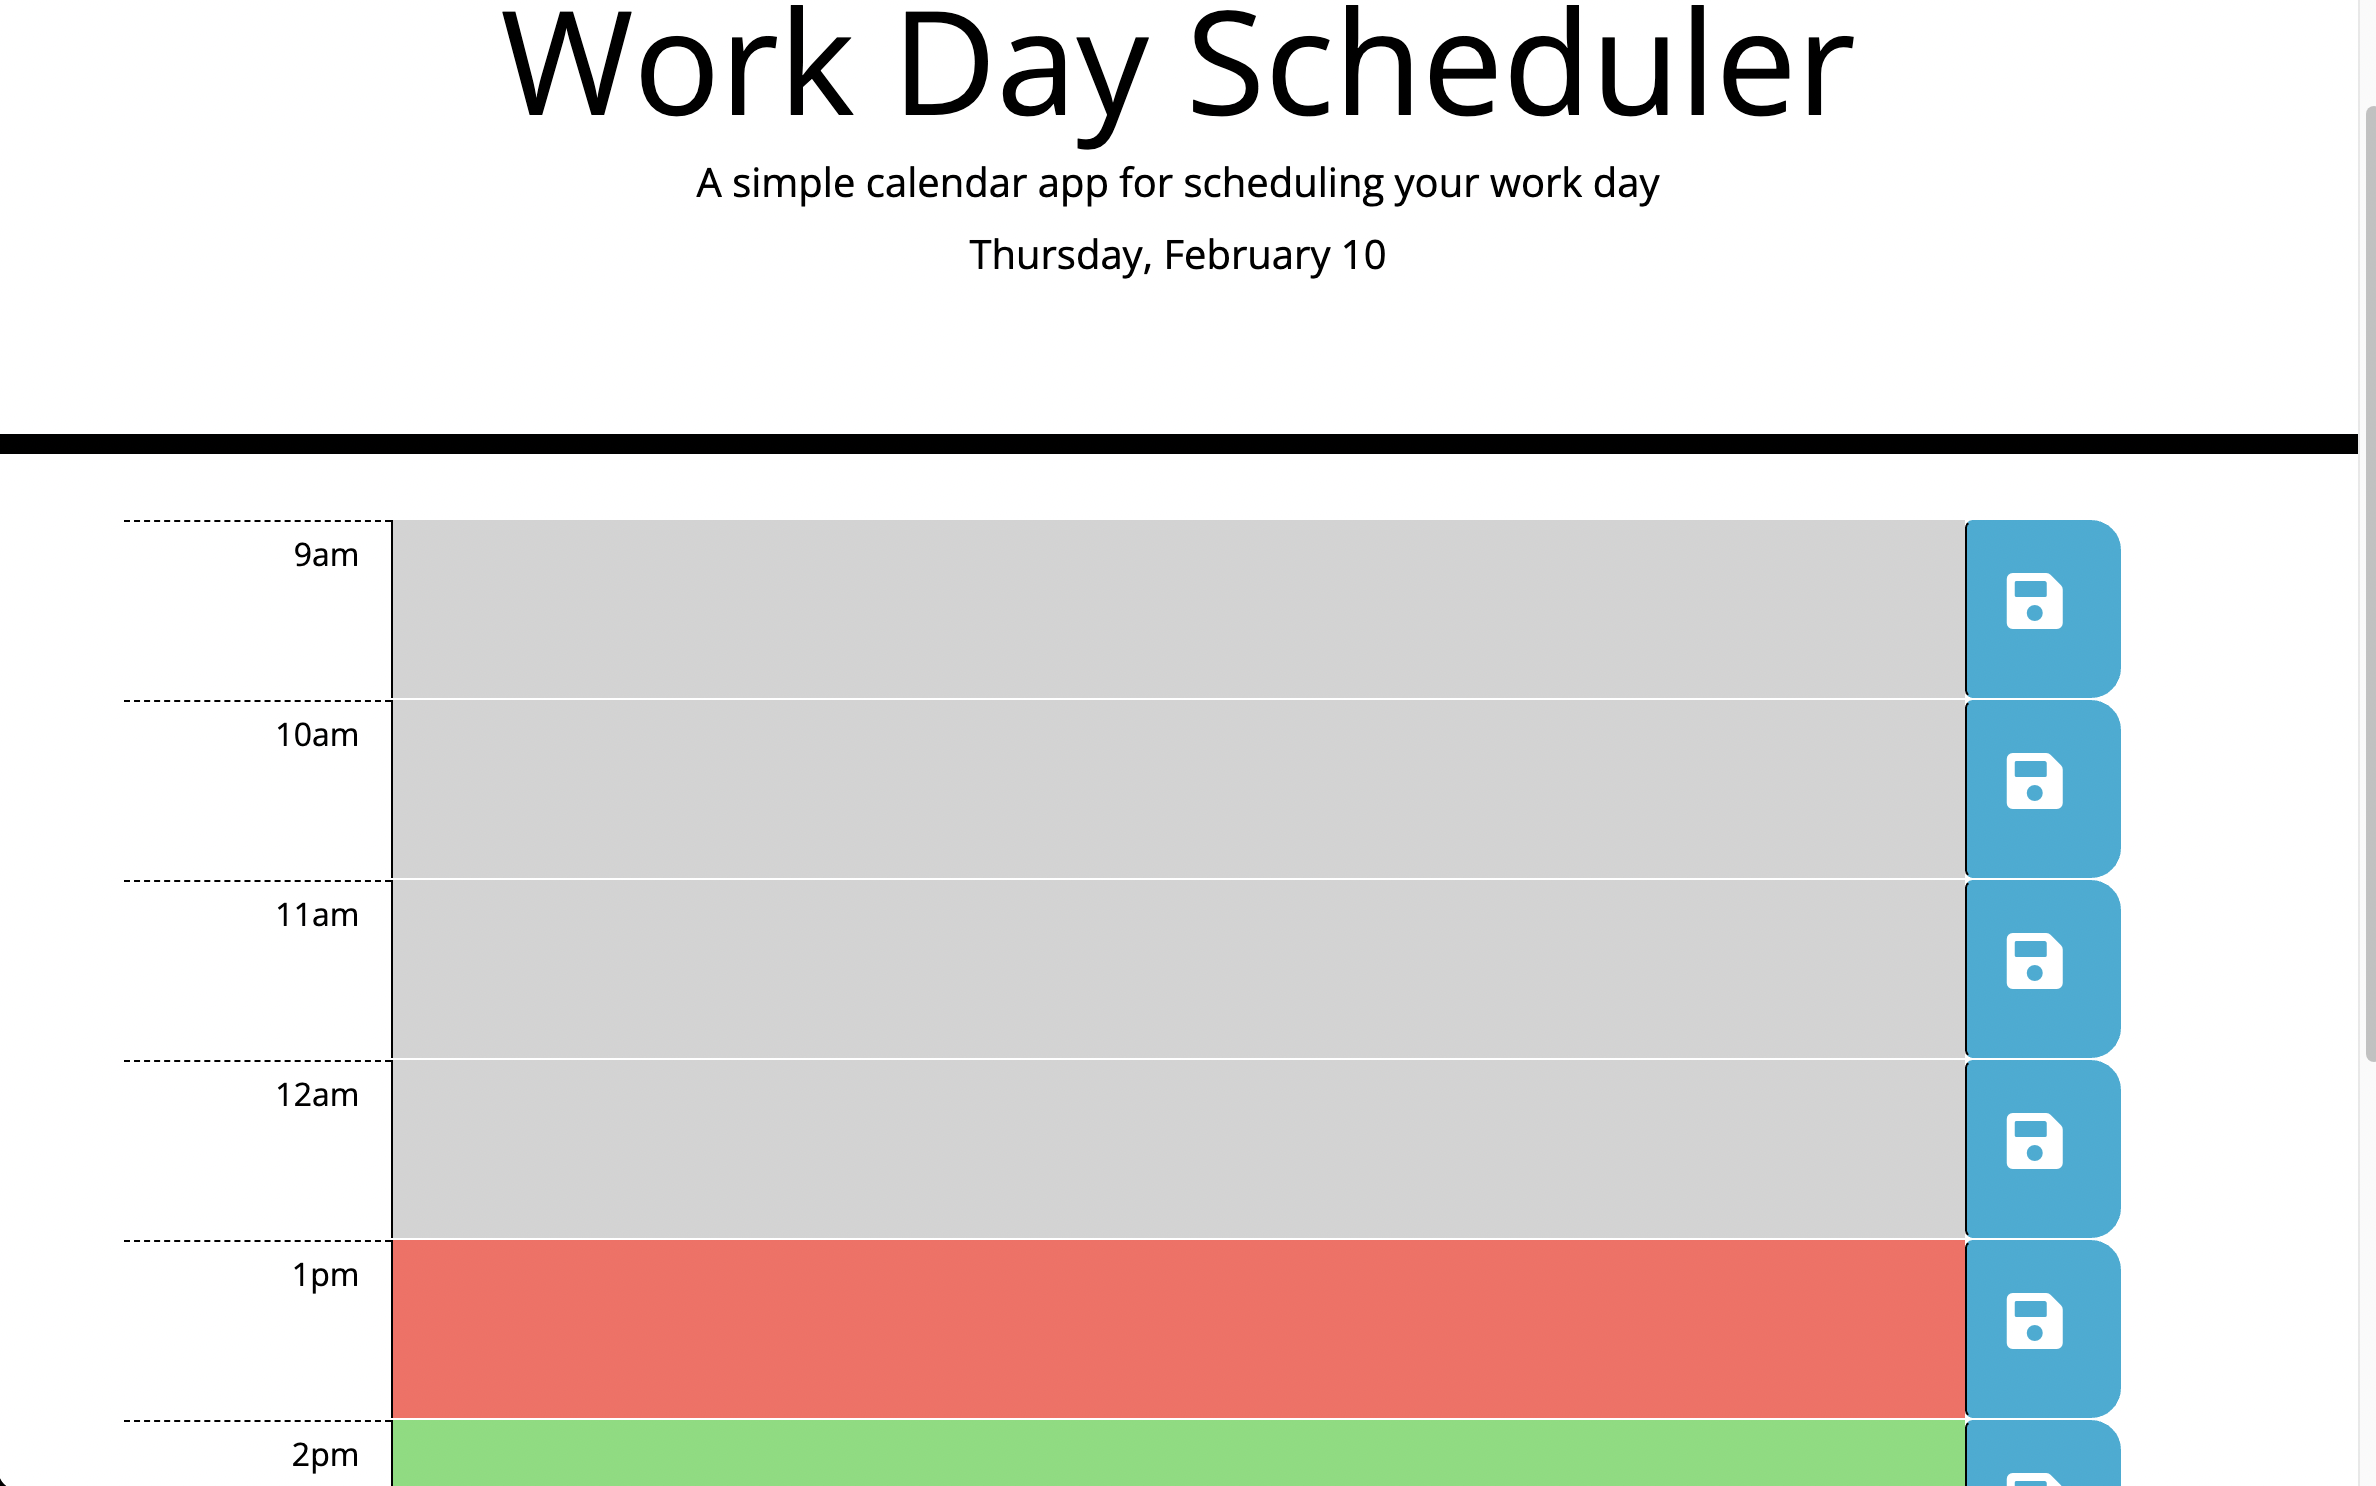 Work Day Scheduler
A simple calendar app for scheduling your work day
Thursday, February 10
9am
10am
11am
12am
1pm
2pm